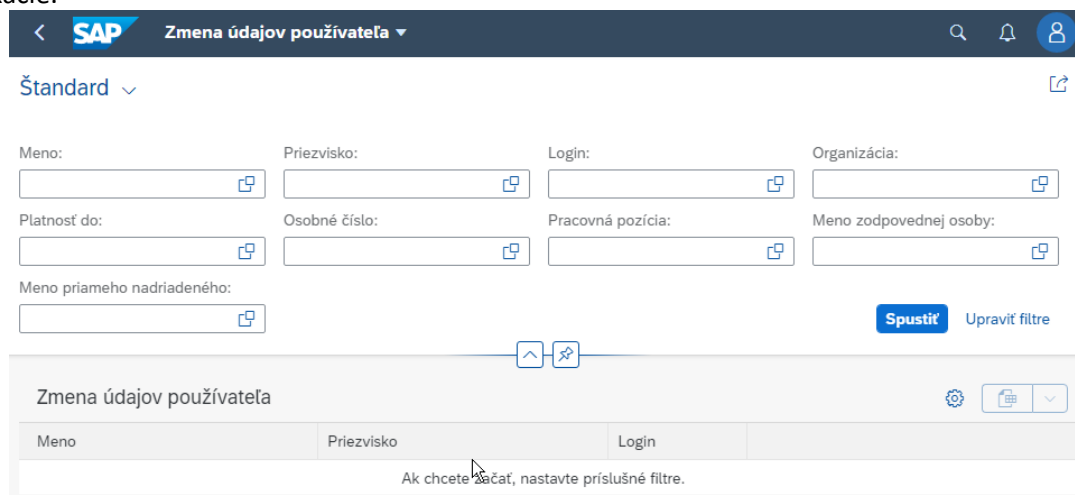 SAP Zmena údajov používateľa
Štandard
Meno: Priezvisko: Login: Organizácia:
Platnosť do: Osobné číslo: Pracovná pozícia: Meno zodpovednej osoby:
Meno priameho nadriadeného:
Spustiť Upraviť filtre
Zmena údajov používateľa
Meno Priezvisko Login
Ak chcete začať, nastavte príslušné filtre.